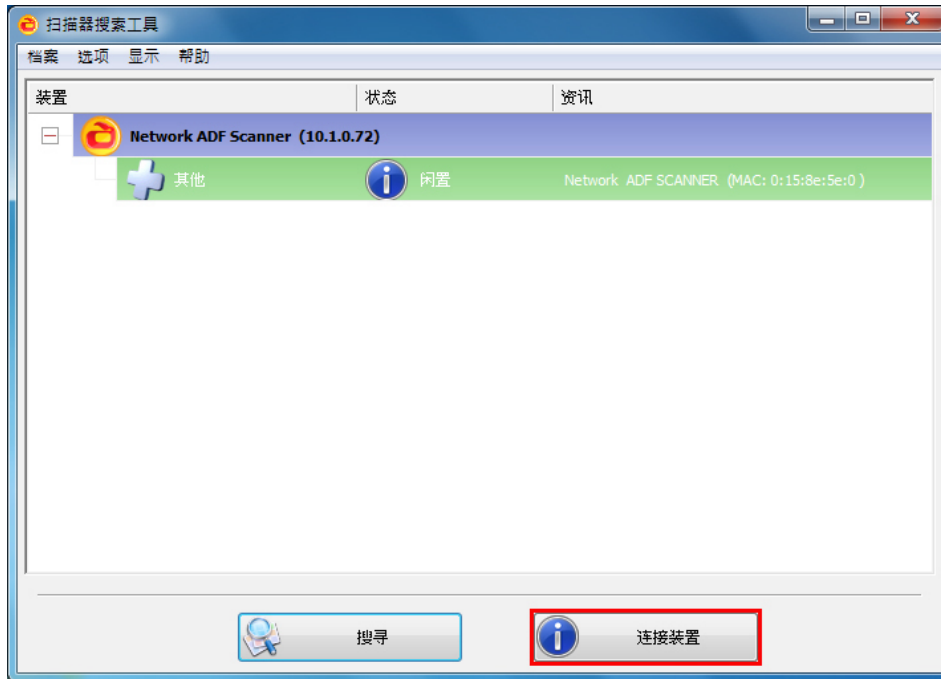 扫描器搜索工具
档案 选项 显示 帮助
装置 状态 资讯
Network ADF Scanner (10.1.0.72)
其他 闲置 Network ADF SCANNER (MAC: 0:15:8e:5e:0 )
搜寻 连接装置